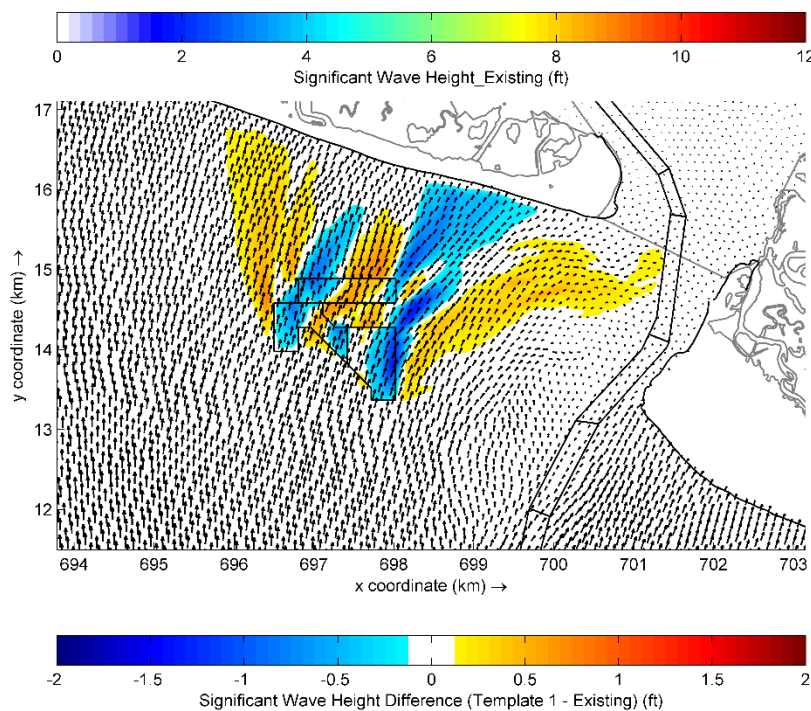 0 2 4 6 8 10 12
Significant Wave Height_Existing (ft)
17
16
15
14
13
12
y coordinate (km) →
694 695 696 697 698 699 700 701 702 703
x coordinate (km) →
-2 -1.5 -1 -0.5 0 0.5 1 1.5 2
Significant Wave Height Difference (Template 1 - Existing) (ft)